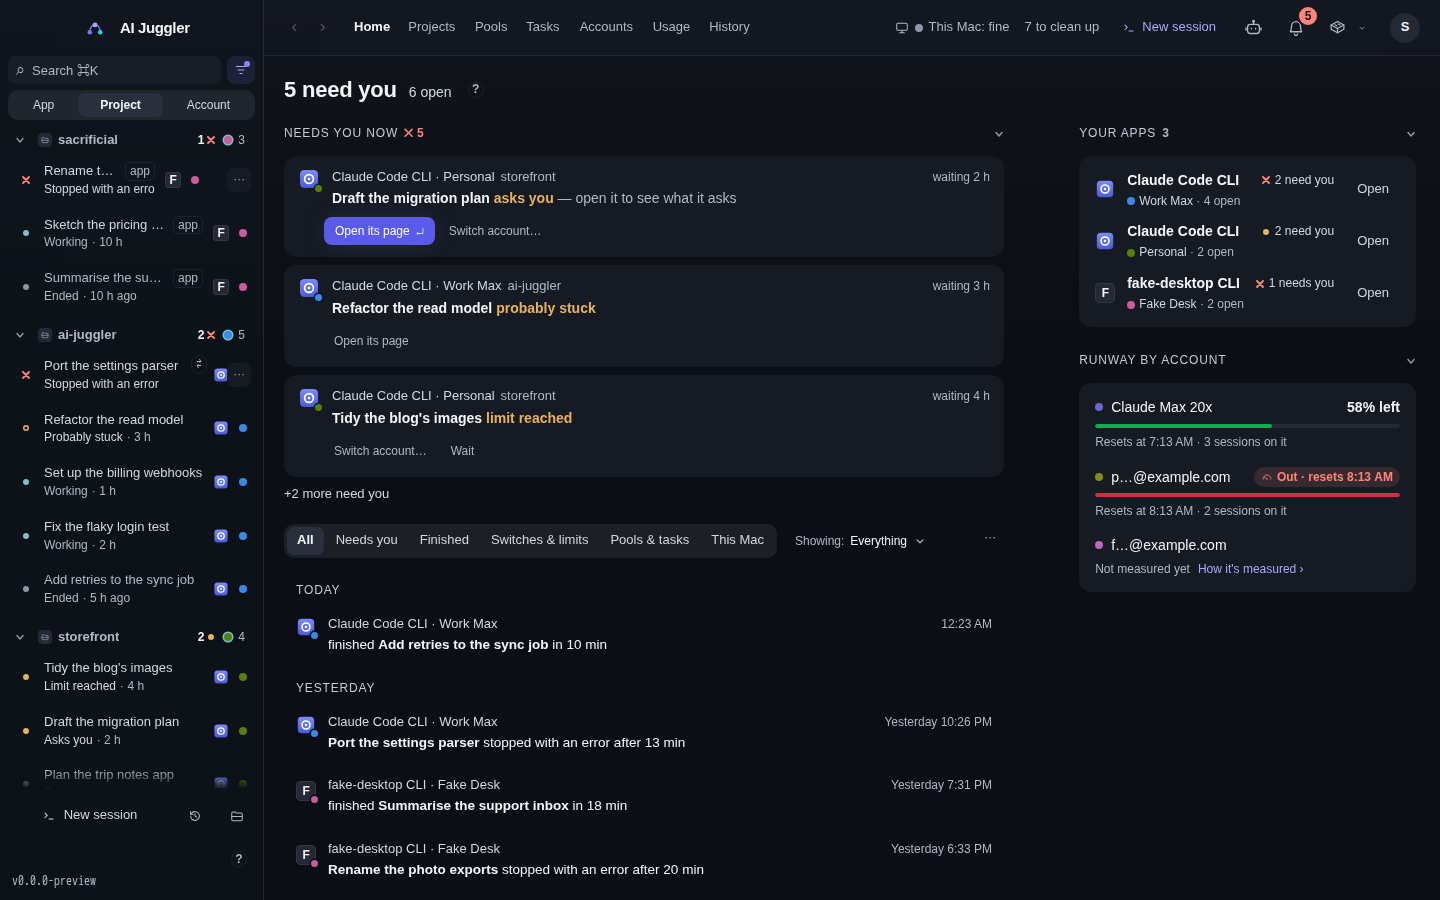 AI Juggler
Search ⌘K
App Project Account
sacrificial 1 3
Rename t… app F
Stopped with an erro
Sketch the pricing … app F
Working · 10 h
Summarise the su… app F
Ended · 10 h ago
ai-juggler 2 5
Port the settings parser
Stopped with an error
Refactor the read model
Probably stuck · 3 h
Set up the billing webhooks
Working · 1 h
Fix the flaky login test
Working · 2 h
Add retries to the sync job
Ended · 5 h ago
storefront 2 4
Tidy the blog's images
Limit reached · 4 h
Draft the migration plan
Asks you · 2 h
Plan the trip notes app
New session
?
v0.0.0-preview
Home Projects Pools Tasks Accounts Usage History
This Mac: fine 7 to clean up New session 5 S
5 need you 6 open ?
NEEDS YOU NOW 5
Claude Code CLI · Personal storefront waiting 2 h
Draft the migration plan asks you — open it to see what it asks
Open its page Switch account…
Claude Code CLI · Work Max ai-juggler waiting 3 h
Refactor the read model probably stuck
Open its page
Claude Code CLI · Personal storefront waiting 4 h
Tidy the blog's images limit reached
Switch account… Wait
+2 more need you
All Needs you Finished Switches & limits Pools & tasks This Mac Showing: Everything
TODAY
Claude Code CLI · Work Max 12:23 AM
finished Add retries to the sync job in 10 min
YESTERDAY
Claude Code CLI · Work Max Yesterday 10:26 PM
Port the settings parser stopped with an error after 13 min
F fake-desktop CLI · Fake Desk Yesterday 7:31 PM
finished Summarise the support inbox in 18 min
F fake-desktop CLI · Fake Desk Yesterday 6:33 PM
Rename the photo exports stopped with an error after 20 min
YOUR APPS 3
Claude Code CLI 2 need you Open
Work Max · 4 open
Claude Code CLI 2 need you Open
Personal · 2 open
F fake-desktop CLI 1 needs you Open
Fake Desk · 2 open
RUNWAY BY ACCOUNT
Claude Max 20x 58% left
Resets at 7:13 AM · 3 sessions on it
p…@example.com Out · resets 8:13 AM
Resets at 8:13 AM · 2 sessions on it
f…@example.com
Not measured yet How it's measured ›